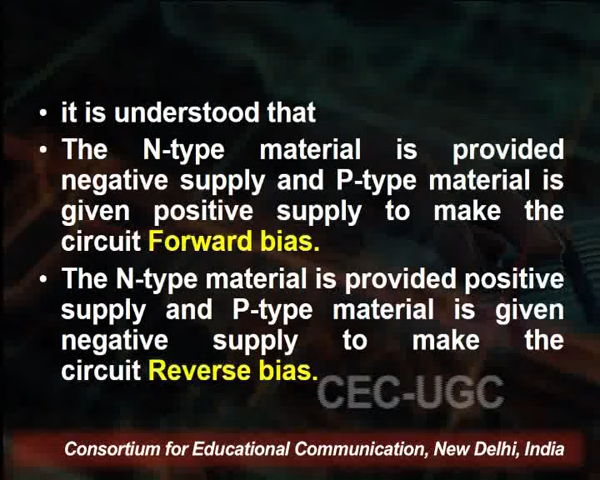 • it is understood that
• The N-type material is provided
negative supply and P-type material is
given positive supply to make the
circuit Forward bias.
• The N-type material is provided positive
supply and P-type material is given
negative supply to make the
circuit Reverse bias.
CEC-UGC
Consortium for Educational Communication, New Delhi, India